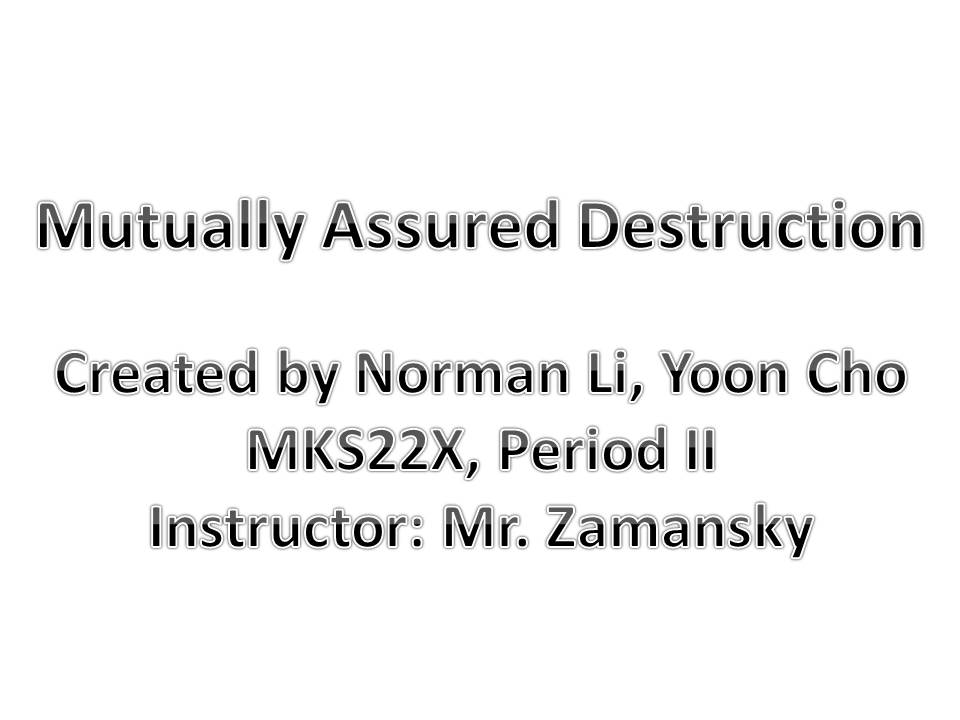 Mutually Assured Destruction
Created by Norman Li, Yoon Cho
MKS22X, Period II
Instructor: Mr. Zamansky